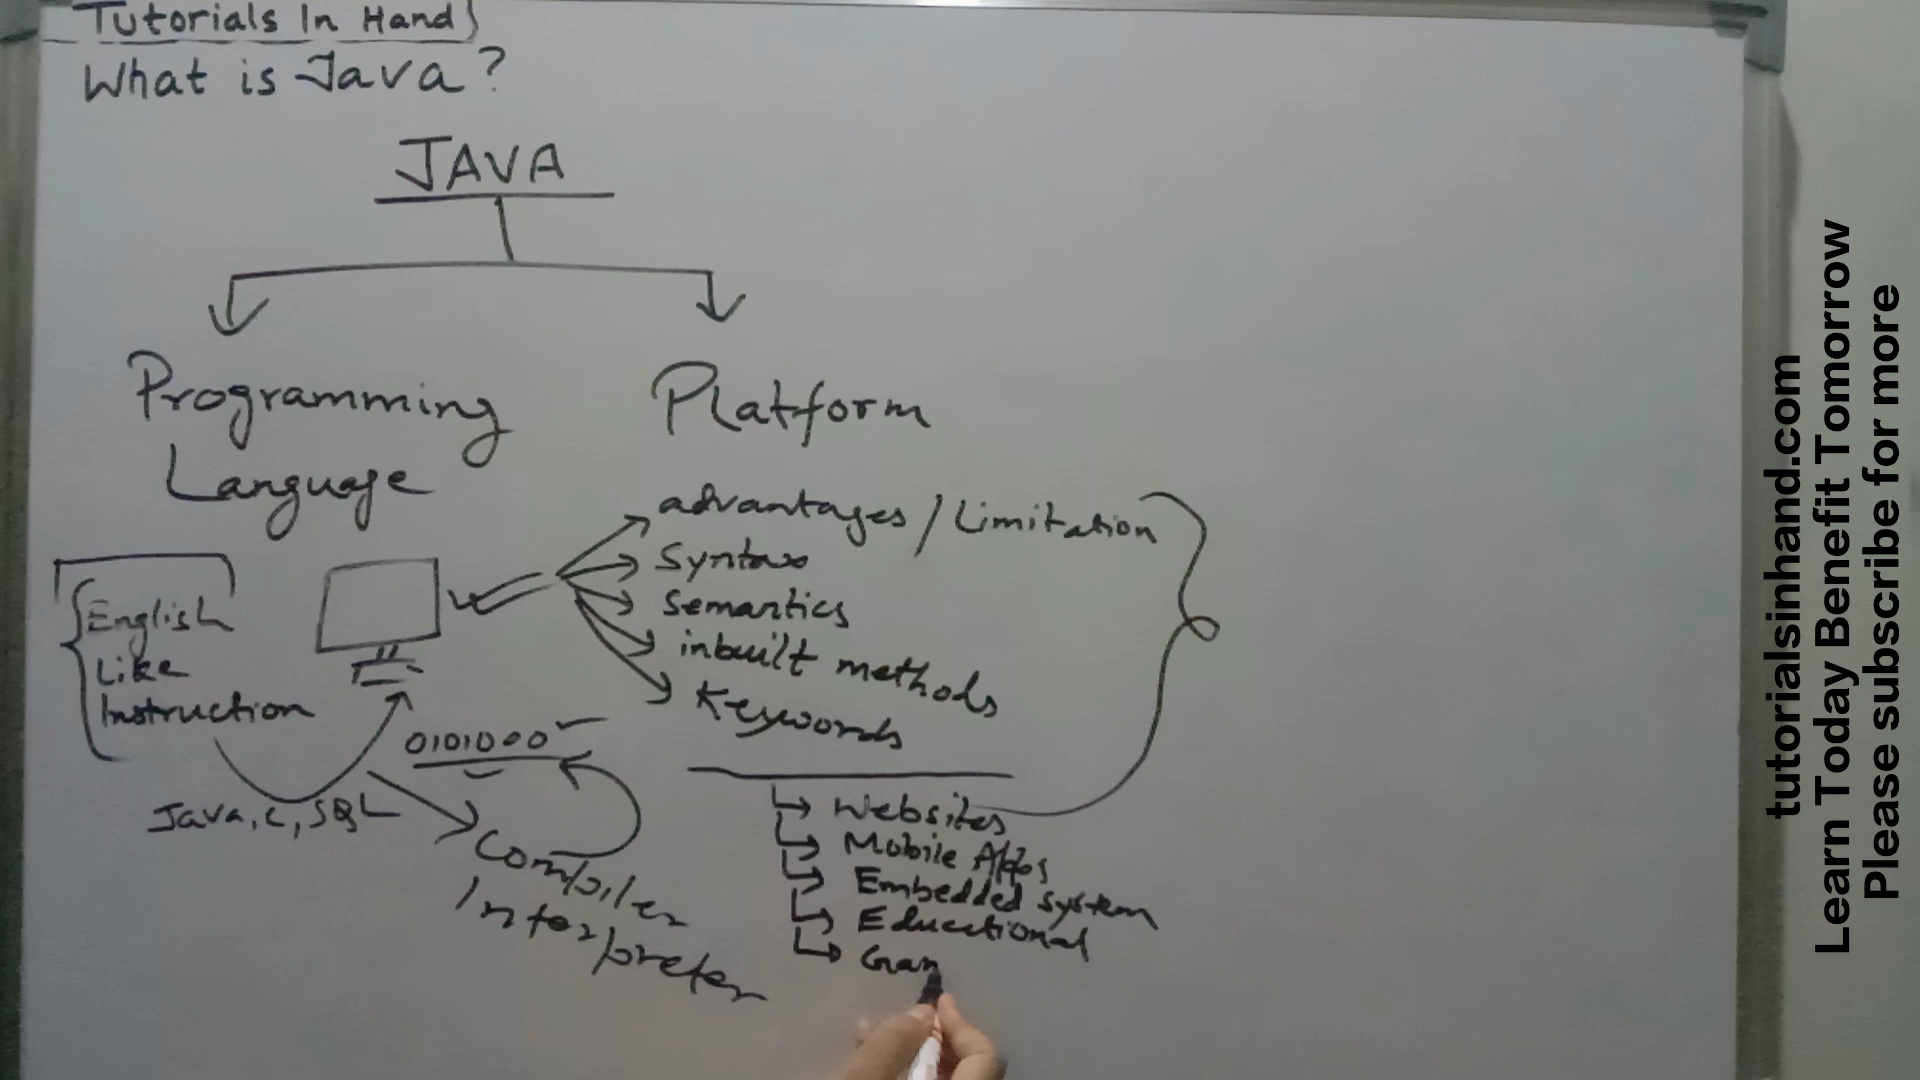 Tutorials In Hand
What is Java?
JAVA
Programming
Language
Platform
advantages / Limitation
Syntax
Semantics
inbuilt methods
Keywords
English
Like
Instruction
0101000
Java, C, SQL
Compiler
Interpreter
Websites
Mobile Apps
Embedded system
Educational
Gam
tutorialsinhand.com
Learn Today Benefit Tomorrow
Please subscribe for more